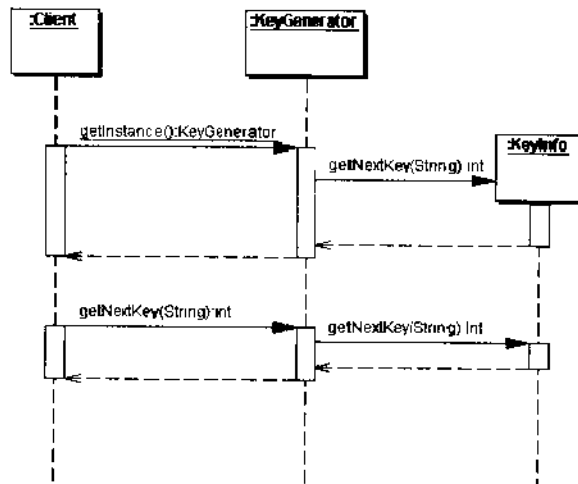 :Client
:KeyGenerator
getInstance():KeyGenerator
getNextKey(String) int
:KeyInfo
getNextKey(String):int
getNextKey(String) int